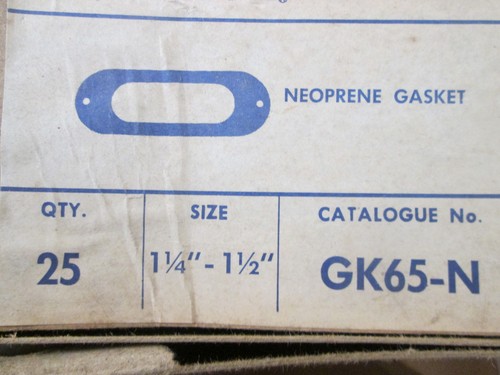 NEOPRENE GASKET
QTY. SIZE CATALOGUE No.
25 1¼" - 1½" GK65-N